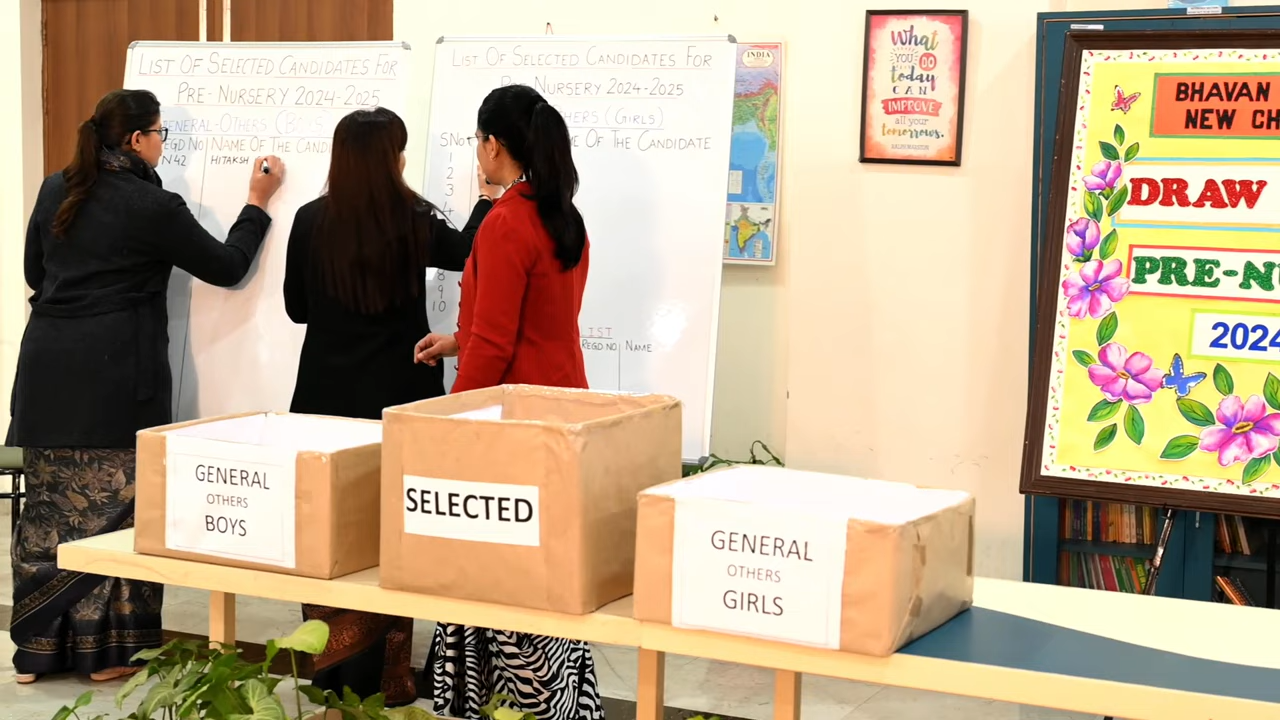 LIST OF SELECTED CANDIDATES FOR
PRE-NURSERY 2024-2025
GENERAL-OTHERS (BOYS)
REGD NO NAME OF THE CANDI
N 42 HITAKSH
LIST OF SELECTED CANDIDATES FOR
PRE NURSERY 2024-2025
OTHERS (GIRLS)
SNO ME OF THE CANDIDATE
1
2
3
4
8
9
10
LIST
REGD.NO NAME
INDIA
What
YOU DO
today
CAN
IMPROVE
all your
tomorrows.
BHAVAN
NEW CH
DRAW
PRE-NU
2024
GENERAL
OTHERS
BOYS
SELECTED
GENERAL
OTHERS
GIRLS